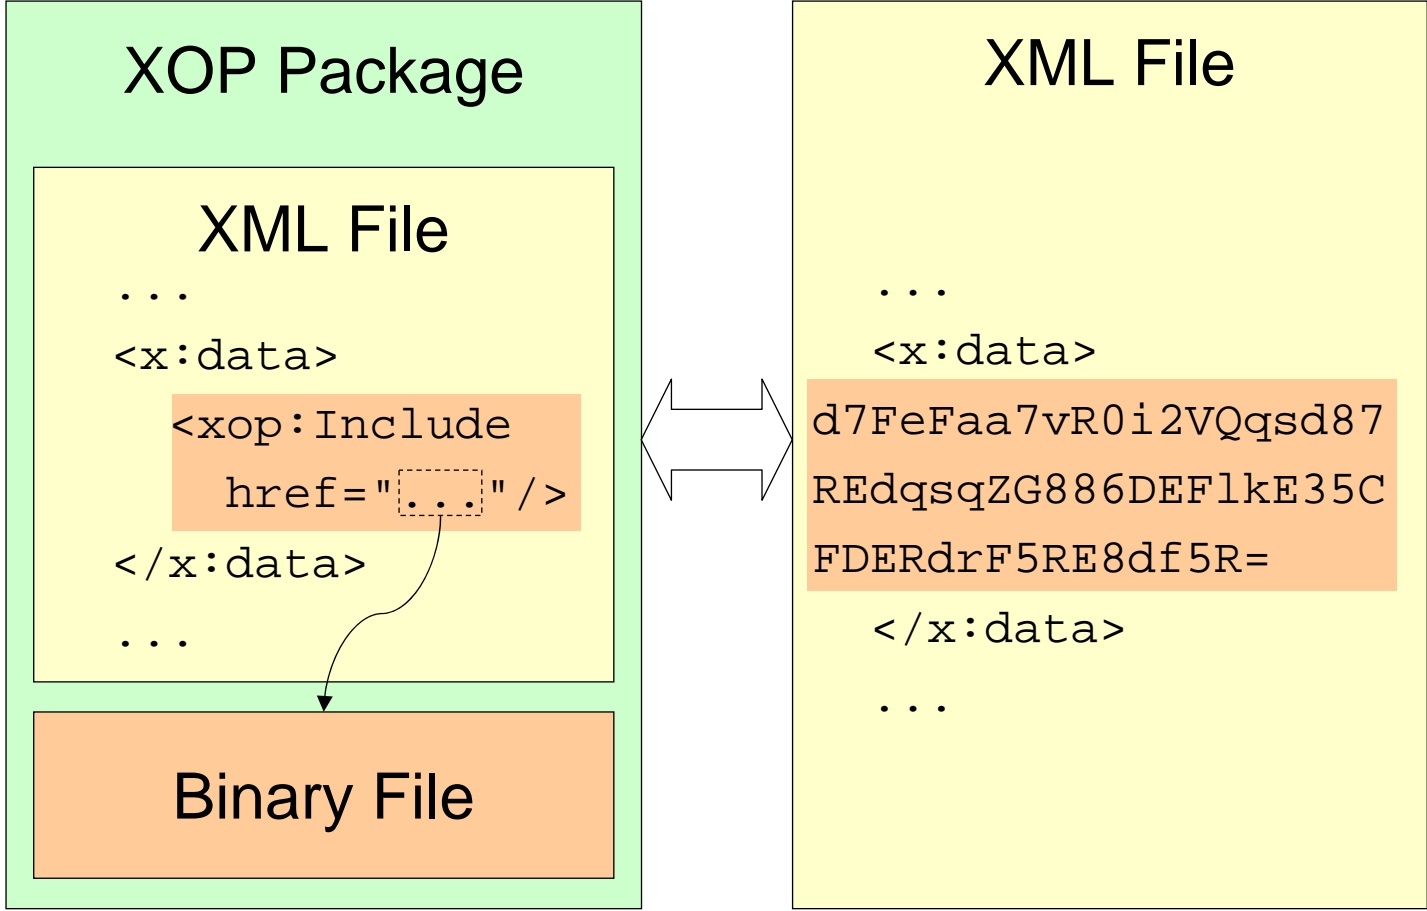 XOP Package
XML File
...
<x:data>
<xop:Include
href="..."/>
</x:data>
...
Binary File
XML File
...
<x:data>
d7FeFaa7vR0i2VQqsd87
REdqsqZG886DEFlkE35C
FDERdrF5RE8df5R=
</x:data>
...